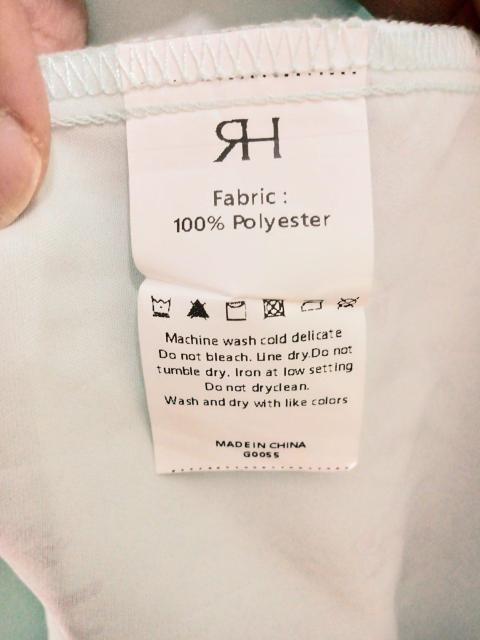 RH
Fabric :
100% Polyester
Machine wash cold delicate
Do not bleach. Line dry.Do not
tumble dry. Iron at low setting
Do not dryclean.
Wash and dry with like colors
MADE IN CHINA
G0055